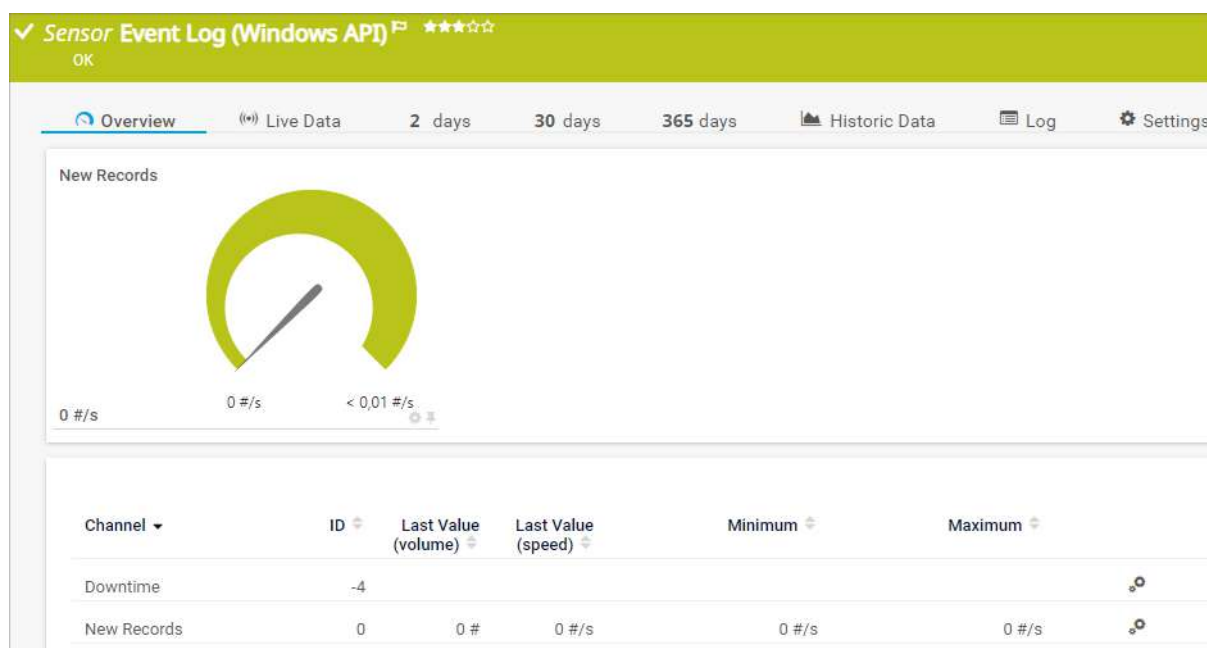 Sensor Event Log (Windows API)
OK
Overview Live Data 2 days 30 days 365 days Historic Data Log Settings
New Records
0 #/s < 0,01 #/s
0 #/s
Channel ID Last Value (volume) Last Value (speed) Minimum Maximum
Downtime -4
New Records 0 0 # 0 #/s 0 #/s 0 #/s